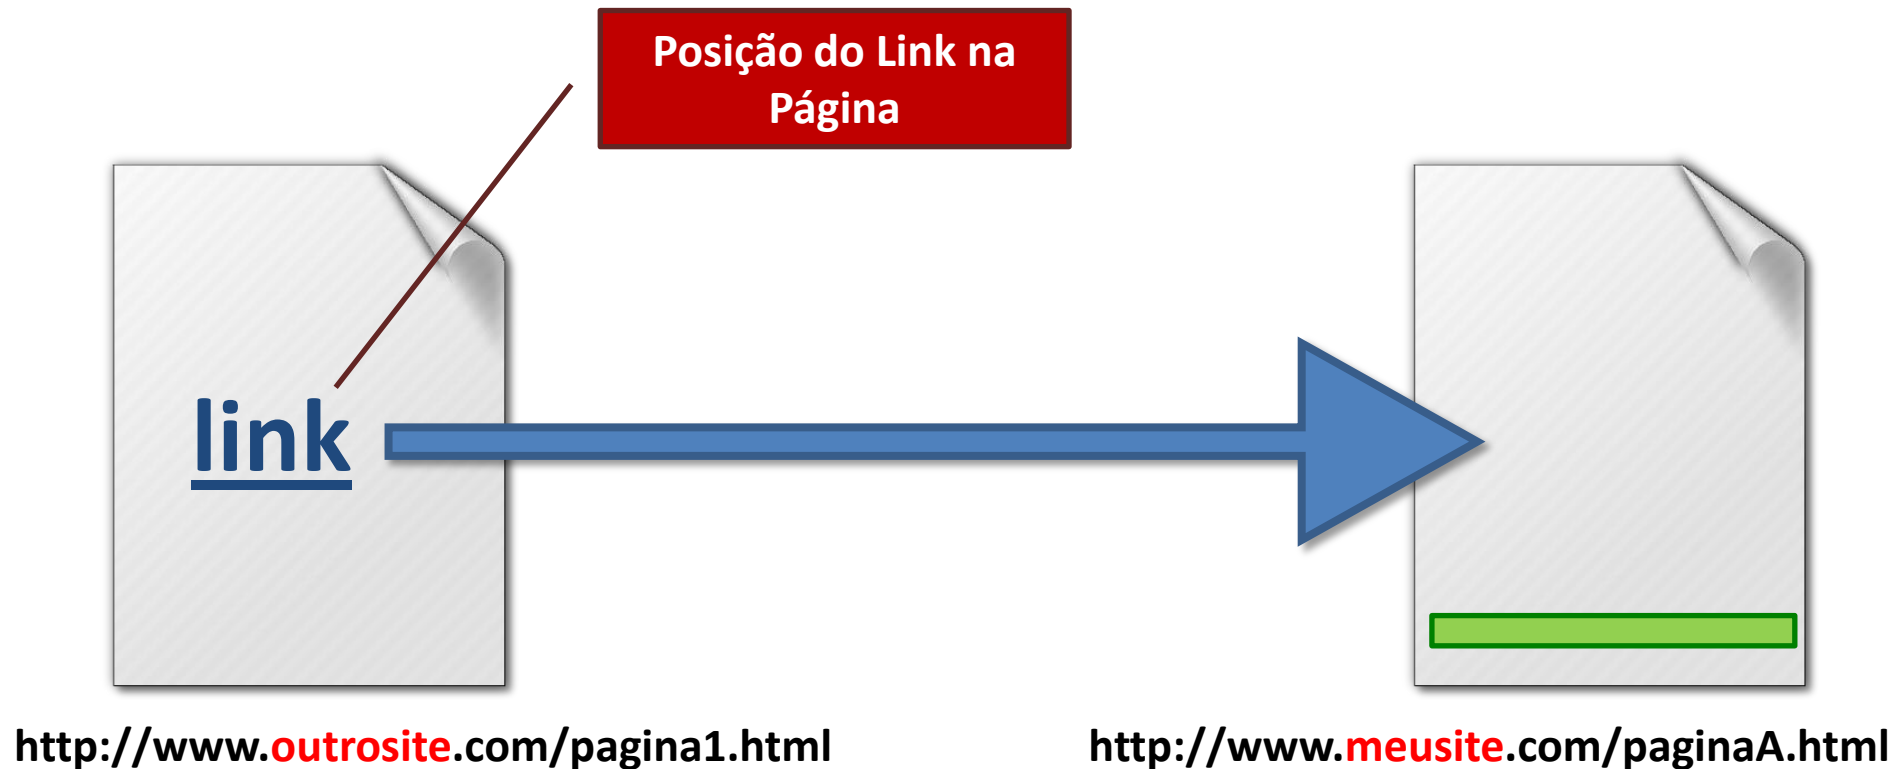 Posição do Link na
Página
link
http://www.outrosite.com/pagina1.html
http://www.meusite.com/paginaA.html